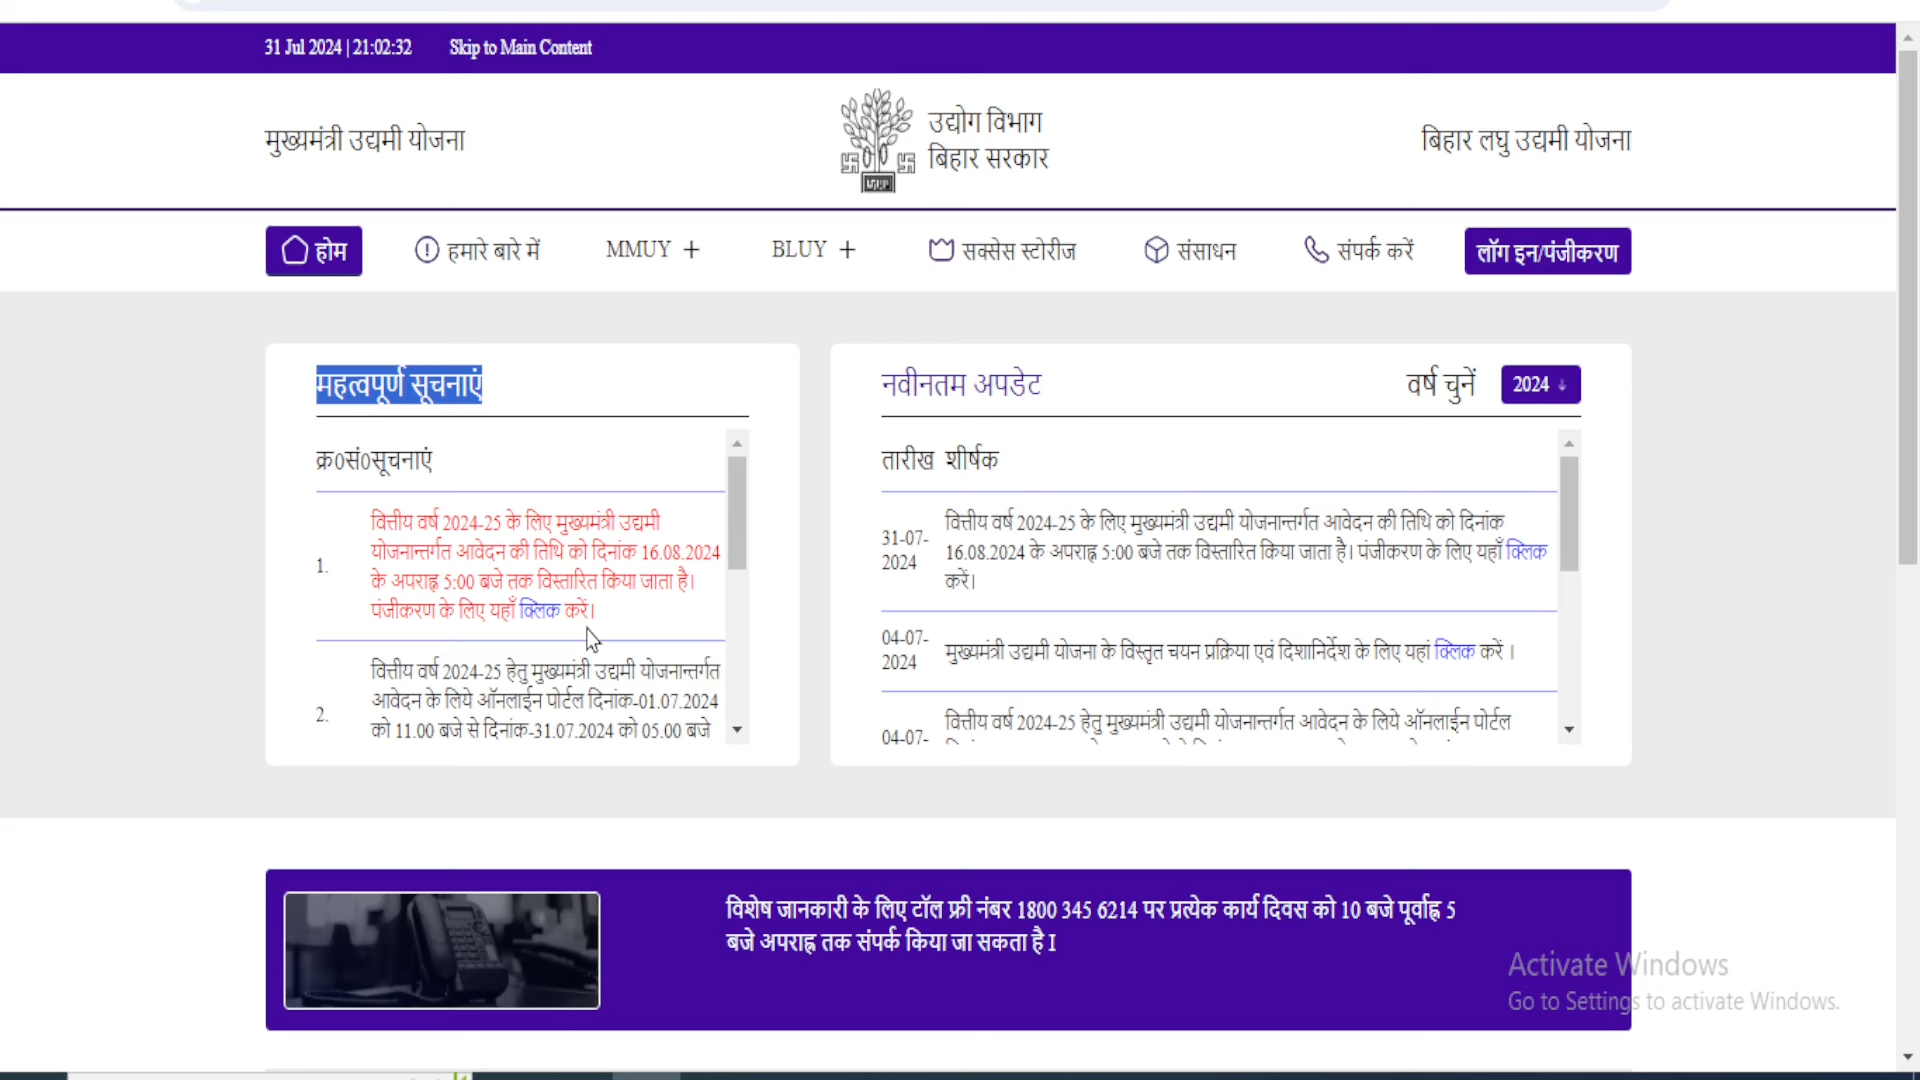 31 Jul 2024 | 21:02:32 Skip to Main Content
मुख्यमंत्री उद्यमी योजना
उद्योग विभाग
बिहार सरकार
बिहार लघु उद्यमी योजना
होम हमारे बारे में MMUY + BLUY + सक्सेस स्टोरीज संसाधन संपर्क करें लॉग इन/पंजीकरण
महत्वपूर्ण सूचनाएं
क्र0सं0सूचनाएं
1.
वित्तीय वर्ष 2024-25 के लिए मुख्यमंत्री उद्यमी
योजनान्तर्गत आवेदन की तिथि को दिनांक 16.08.2024
के अपराह्न 5:00 बजे तक विस्तारित किया जाता है।
पंजीकरण के लिए यहाँ क्लिक करें।
2.
वित्तीय वर्ष 2024-25 हेतु मुख्यमंत्री उद्यमी योजनान्तर्गत
आवेदन के लिये ऑनलाईन पोर्टल दिनांक-01.07.2024
को 11.00 बजे से दिनांक-31.07.2024 को 05.00 बजे
नवीनतम अपडेट वर्ष चुनें 2024 ↓
तारीख शीर्षक
31-07-
2024
वित्तीय वर्ष 2024-25 के लिए मुख्यमंत्री उद्यमी योजनान्तर्गत आवेदन की तिथि को दिनांक
16.08.2024 के अपराह्न 5:00 बजे तक विस्तारित किया जाता है। पंजीकरण के लिए यहाँ क्लिक
करें।
04-07-
2024
मुख्यमंत्री उद्यमी योजना के विस्तृत चयन प्रक्रिया एवं दिशानिर्देश के लिए यहां क्लिक करें ।
04-07-
वित्तीय वर्ष 2024-25 हेतु मुख्यमंत्री उद्यमी योजनान्तर्गत आवेदन के लिये ऑनलाईन पोर्टल
विशेष जानकारी के लिए टॉल फ्री नंबर 1800 345 6214 पर प्रत्येक कार्य दिवस को 10 बजे पूर्वाह्न 5
बजे अपराह्न तक संपर्क किया जा सकता है I
Activate Windows
Go to Settings to activate Windows.